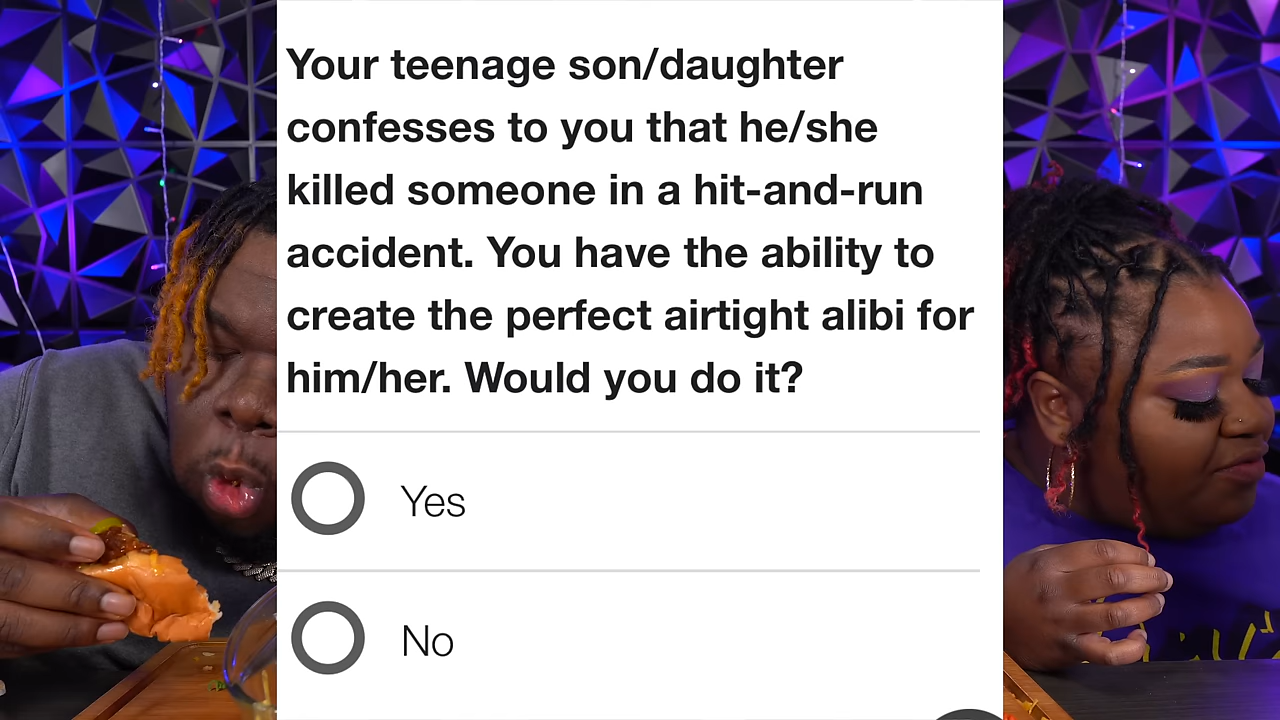 Your teenage son/daughter
confesses to you that he/she
killed someone in a hit-and-run
accident. You have the ability to
create the perfect airtight alibi for
him/her. Would you do it?
Yes
No